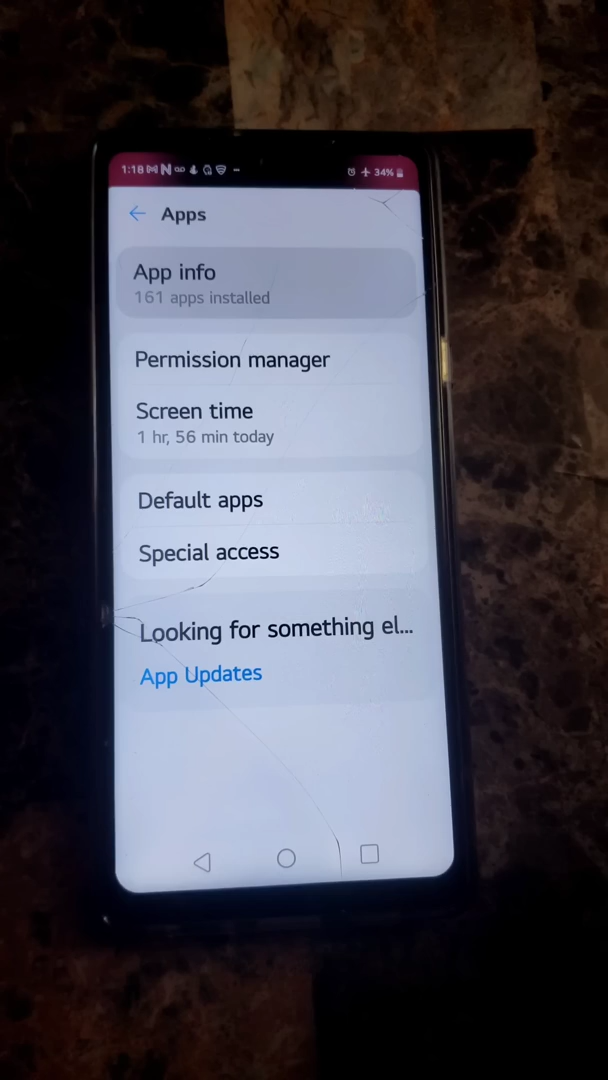 1:18 34%
Apps
App info
161 apps installed
Permission manager
Screen time
1 hr, 56 min today
Default apps
Special access
Looking for something el...
App Updates